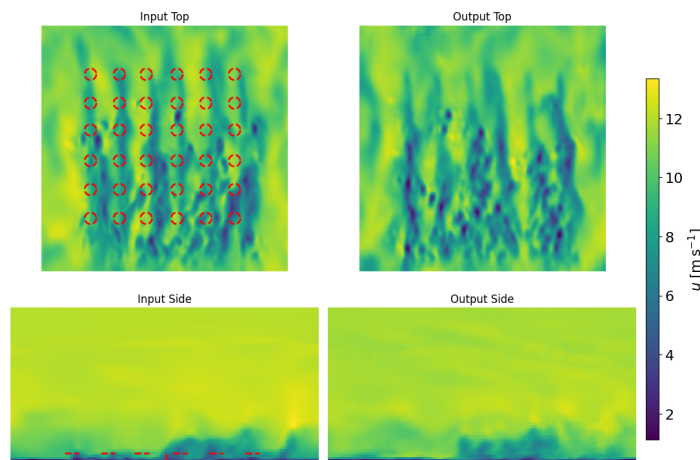 Input Top
Output Top
Input Side
Output Side
12
10
8
6
4
2
u [m s⁻¹]